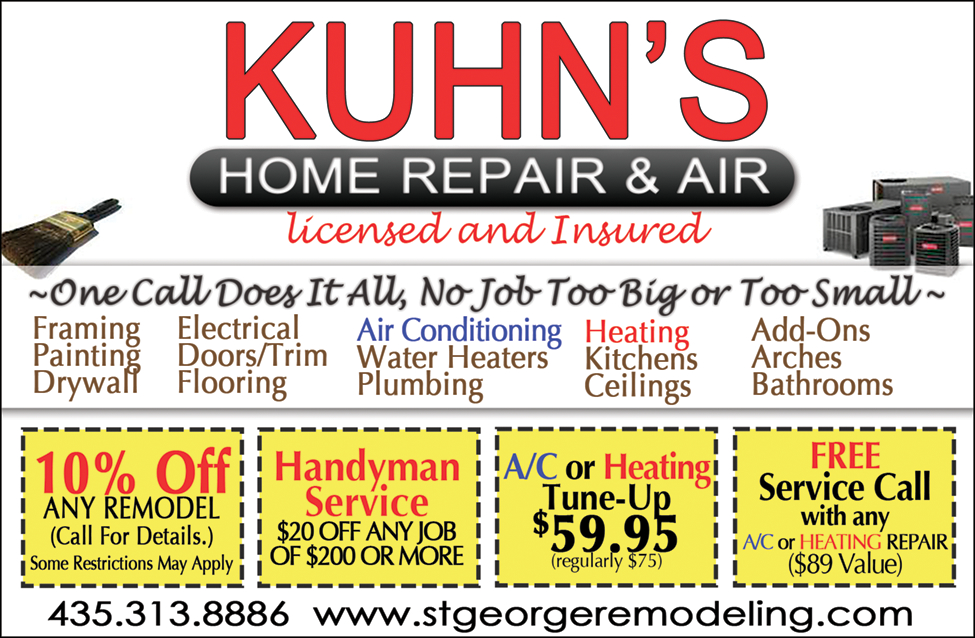 KUHN'S
HOME REPAIR & AIR
licensed and Insured
~One Call Does It All, No Job Too Big or Too Small ~
Framing Electrical Air Conditioning Heating Add-Ons
Painting Doors/Trim Water Heaters Kitchens Arches
Drywall Flooring Plumbing Ceilings Bathrooms
10% Off
ANY REMODEL
(Call For Details.)
Some Restrictions May Apply
Handyman
Service
$20 OFF ANY JOB
OF $200 OR MORE
A/C or Heating
Tune-Up
$59.95
(regularly $75)
FREE
Service Call
with any
A/C or HEATING REPAIR
($89 Value)
435.313.8886 www.stgeorgeremodeling.com